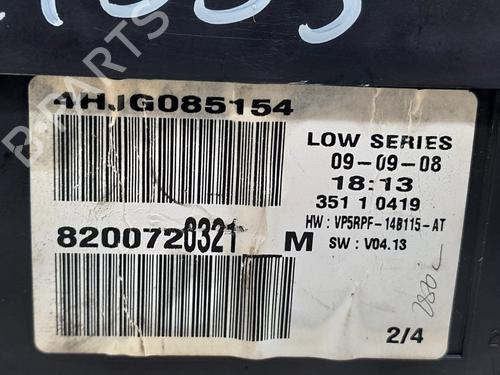 4HJG085154
LOW SERIES
09-09-08
18:13
351 1 0419
HW : VP5RPF-14B115-AT
SW : V04.13
8200720321 M
2/4
B-PARTS